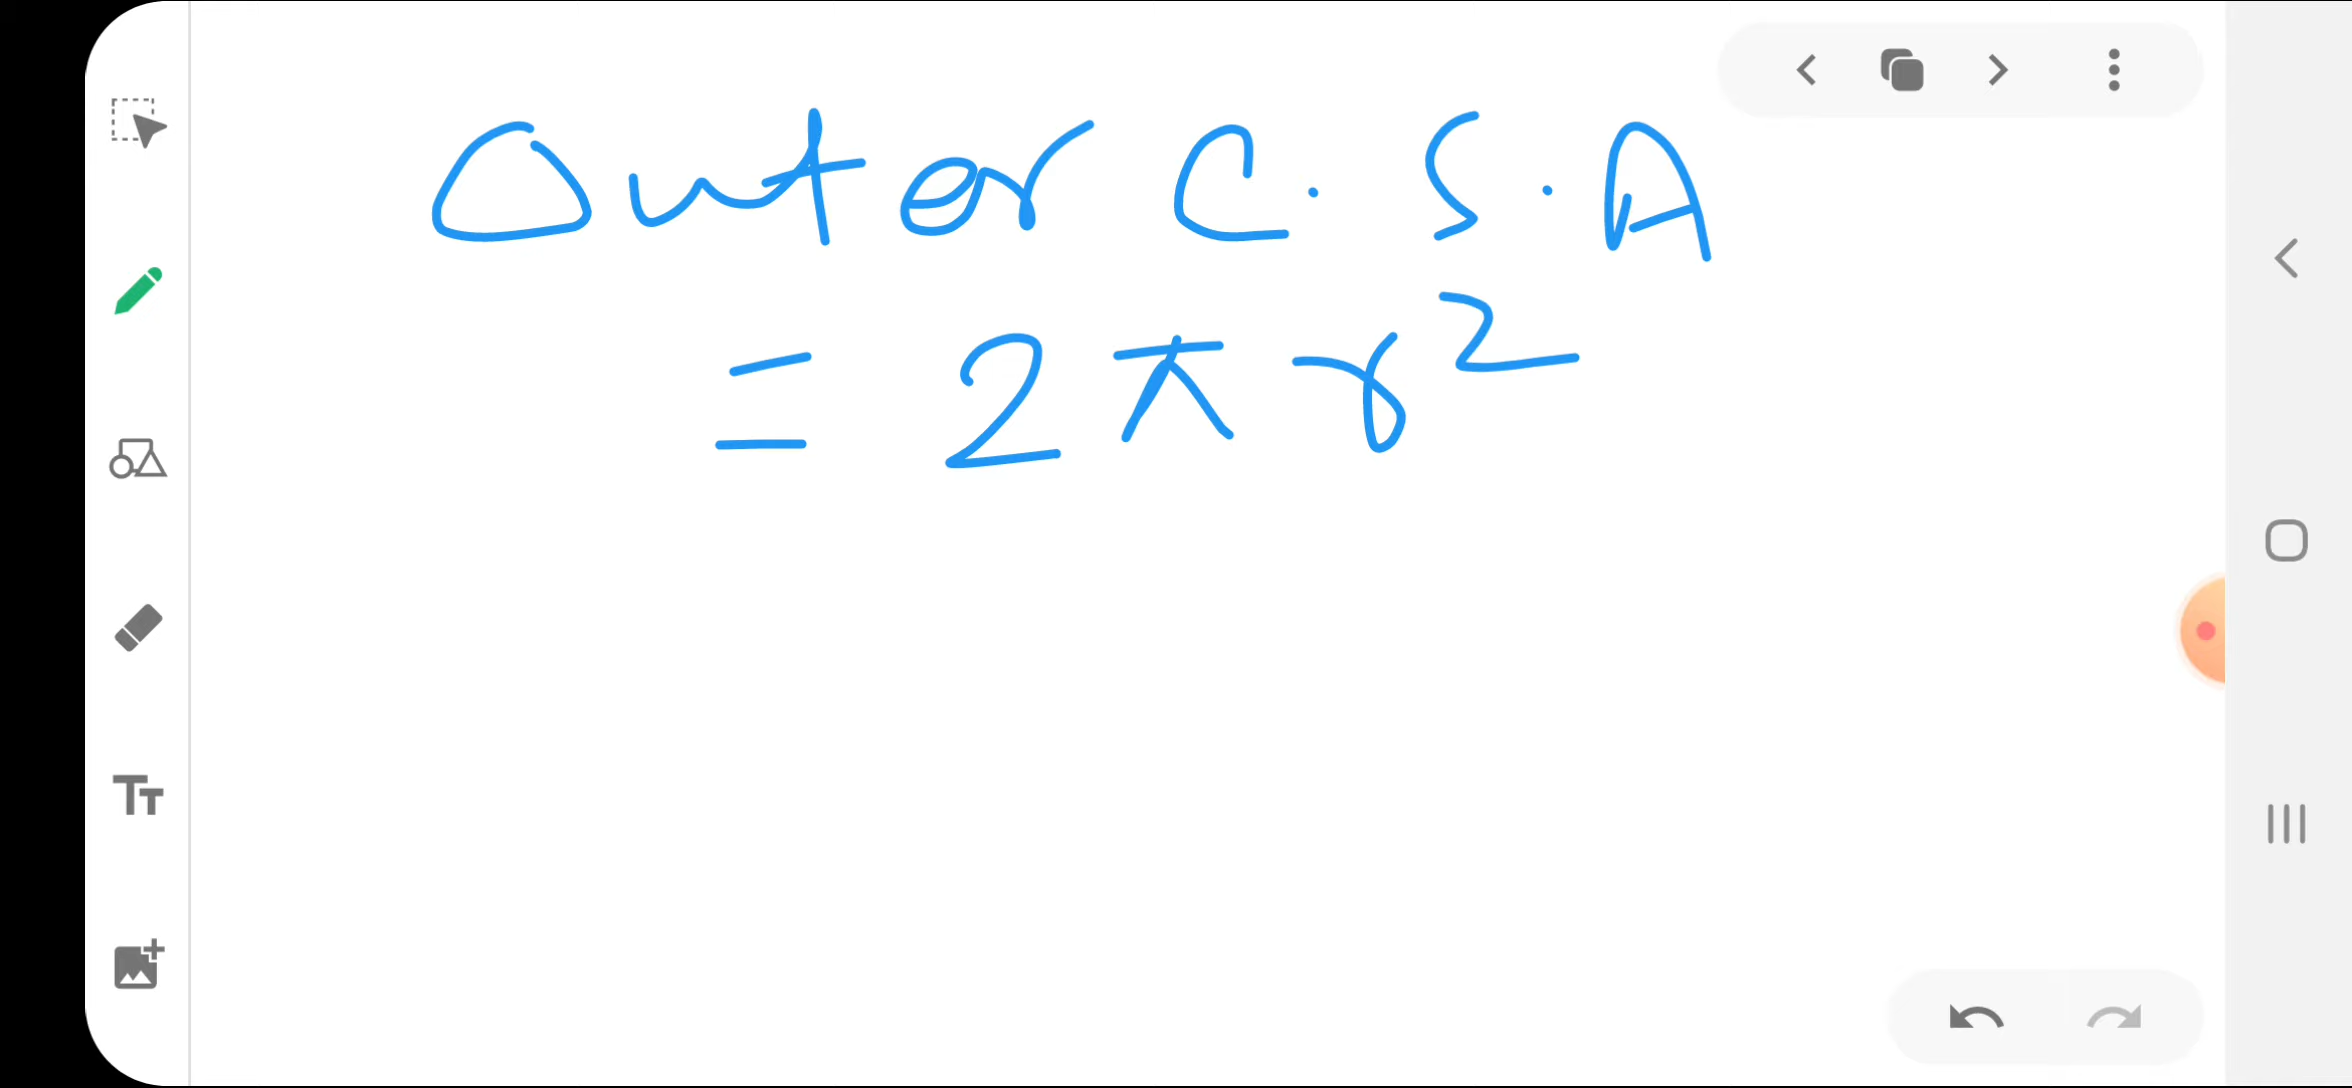 Outer C.S.A
= 2πr²